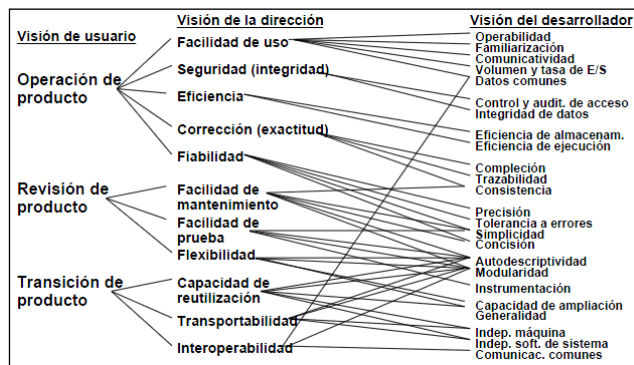 Visión de usuario
Operación de
producto
Revisión de
producto
Transición de
producto
Visión de la dirección
Facilidad de uso
Seguridad (integridad)
Eficiencia
Corrección (exactitud)
Fiabilidad
Facilidad de
mantenimiento
Facilidad de
prueba
Flexibilidad
Capacidad de
reutilización
Transportabilidad
Interoperabilidad
Visión del desarrollador
Operabilidad
Familiarización
Comunicatividad
Volumen y tasa de E/S
Datos comunes
Control y audit. de acceso
Integridad de datos
Eficiencia de almacenam.
Eficiencia de ejecución
Compleción
Trazabilidad
Consistencia
Precisión
Tolerancia a errores
Simplicidad
Concisión
Autodescriptividad
Modularidad
Instrumentación
Capacidad de ampliación
Generalidad
Indep. máquina
Indep. soft. de sistema
Comunicac. comunes